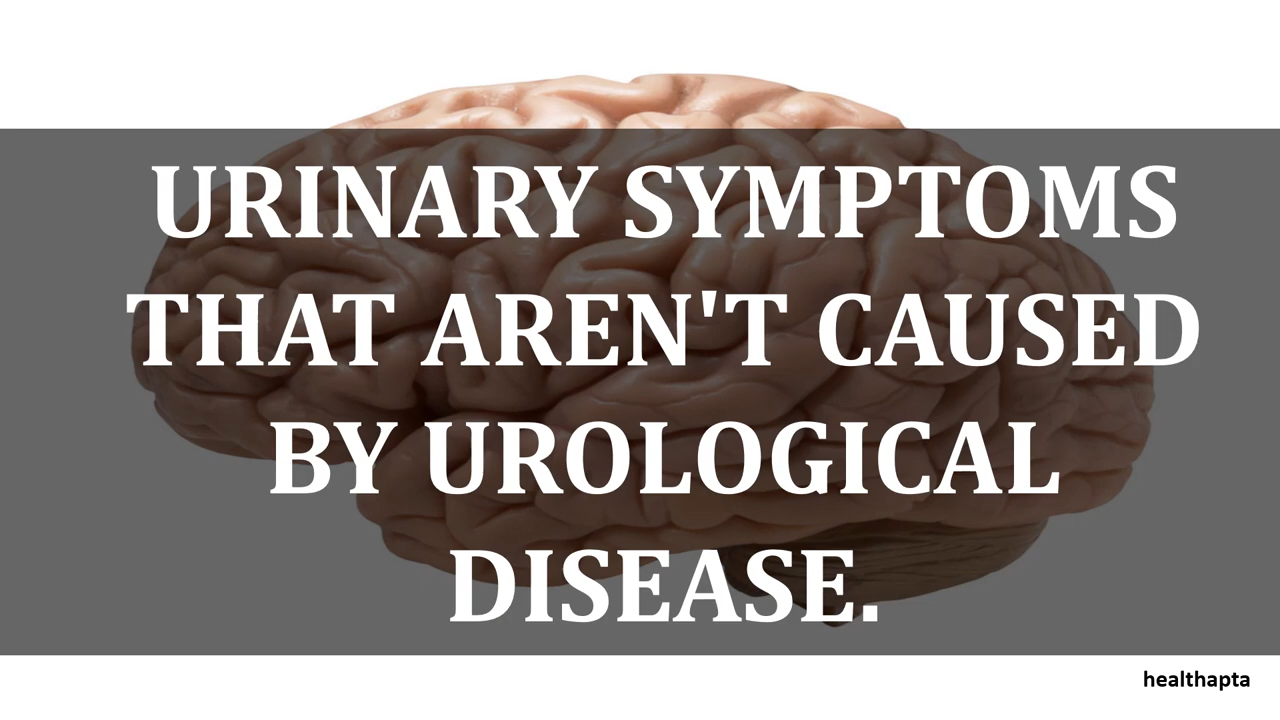 URINARY SYMPTOMS
THAT AREN'T CAUSED
BY UROLOGICAL
DISEASE.
healthapta